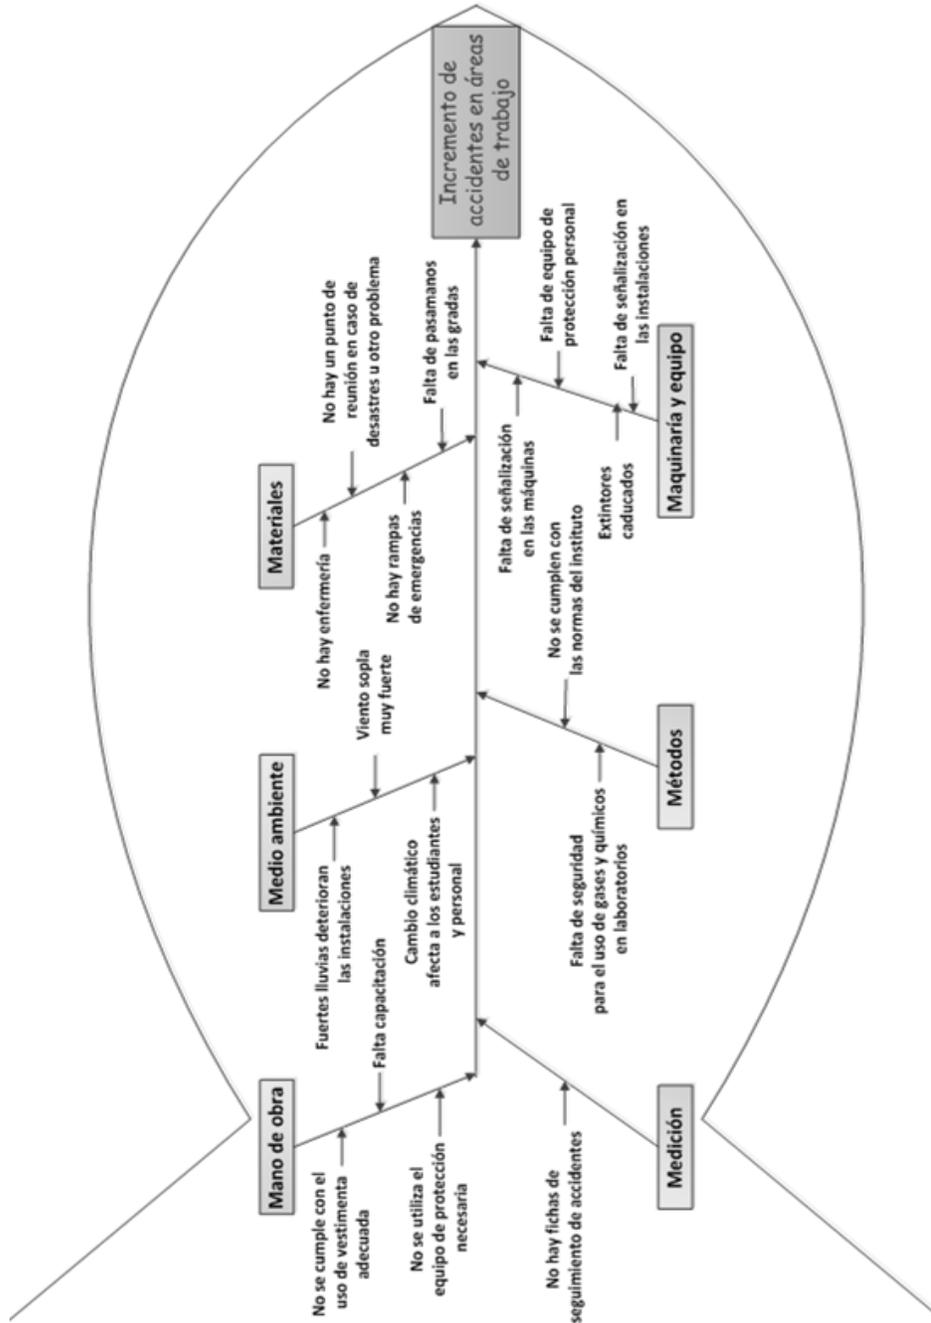 Mano de obra
No se cumple con el
uso de vestimenta
adecuada
Falta capacitación
No se utiliza el
equipo de protección
necesaria
Medio ambiente
Fuertes lluvias deterioran
las instalaciones
Viento sopla
muy fuerte
Cambio climático
afecta a los estudiantes
y personal
Materiales
No hay enfermería
No hay un punto de
reunión en caso de
desastres u otro problema
No hay rampas
de emergencias
Falta de pasamanos
en las gradas
Incremento de
accidentes en áreas
de trabajo
No hay fichas de
seguimiento de accidentes
Medición
No se cumplen con
las normas del instituto
Falta de seguridad
para el uso de gases y químicos
en laboratorios
Métodos
Falta de señalización
en las máquinas
Falta de equipo de
protección personal
Extintores
caducados
Falta de señalización en
las instalaciones
Maquinaría y equipo